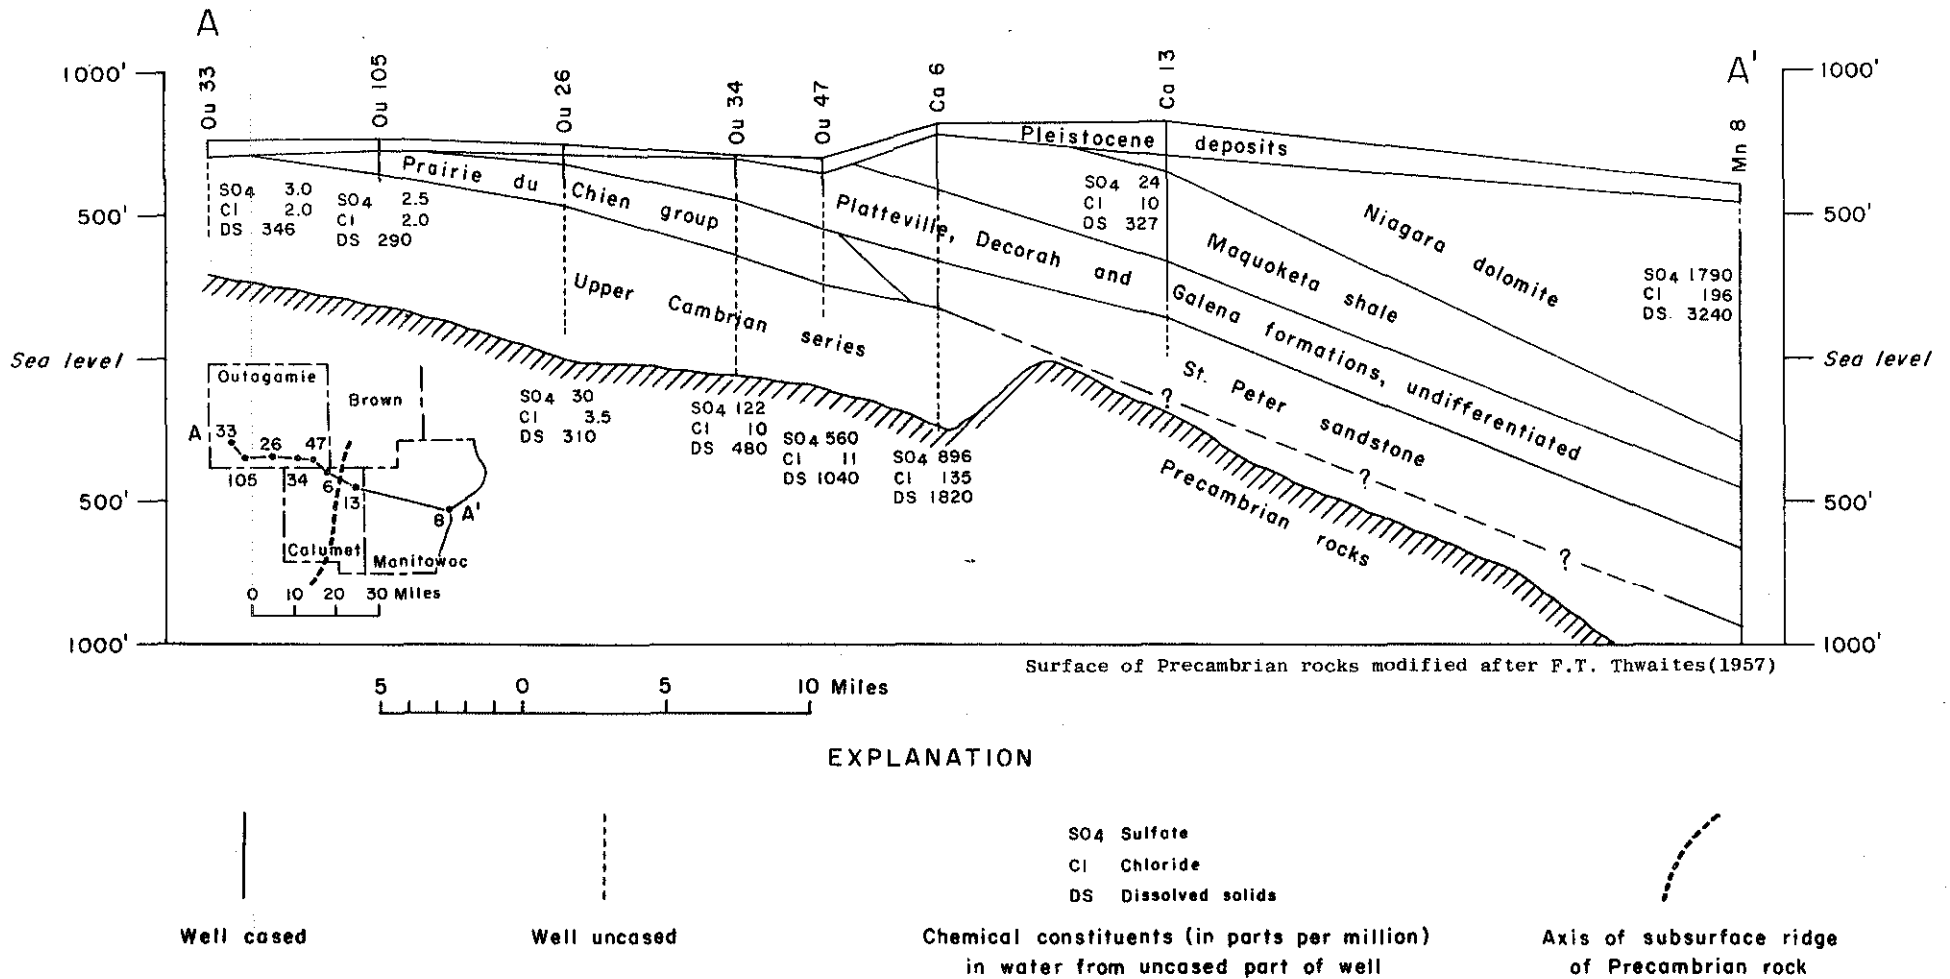 A
A'
Ou 33
Ou 105
Ou 26
Ou 34
Ou 47
Ca 6
Ca 13
Mn 8
1000'
500'
Sea level
500'
1000'
1000'
500'
Sea level
500'
1000'
Pleistocene deposits
Prairie du Chien group
Platteville, Decorah and Galena formations, undifferentiated
Niagara dolomite
Maquoketa shale
Upper Cambrian series
St. Peter sandstone
Precambrian rocks
?
?
?
SO4 3.0
Cl 2.0
DS 346
SO4 2.5
Cl 2.0
DS 290
SO4 30
Cl 3.5
DS 310
SO4 122
Cl 10
DS 480
SO4 560
Cl 11
DS 1040
SO4 896
Cl 135
DS 1820
SO4 24
Cl 10
DS 327
SO4 1790
Cl 196
DS. 3240
Outagamie
Brown
A 33
26 47
105 34 6
13
8 A'
Calumet
Manitowoc
0 10 20 30 Miles
Surface of Precambrian rocks modified after F.T. Thwaites(1957)
5 0 5 10 Miles
EXPLANATION
Well cased
Well uncased
SO4 Sulfate
Cl Chloride
DS Dissolved solids
Chemical constituents (in parts per million)
in water from uncased part of well
Axis of subsurface ridge
of Precambrian rock